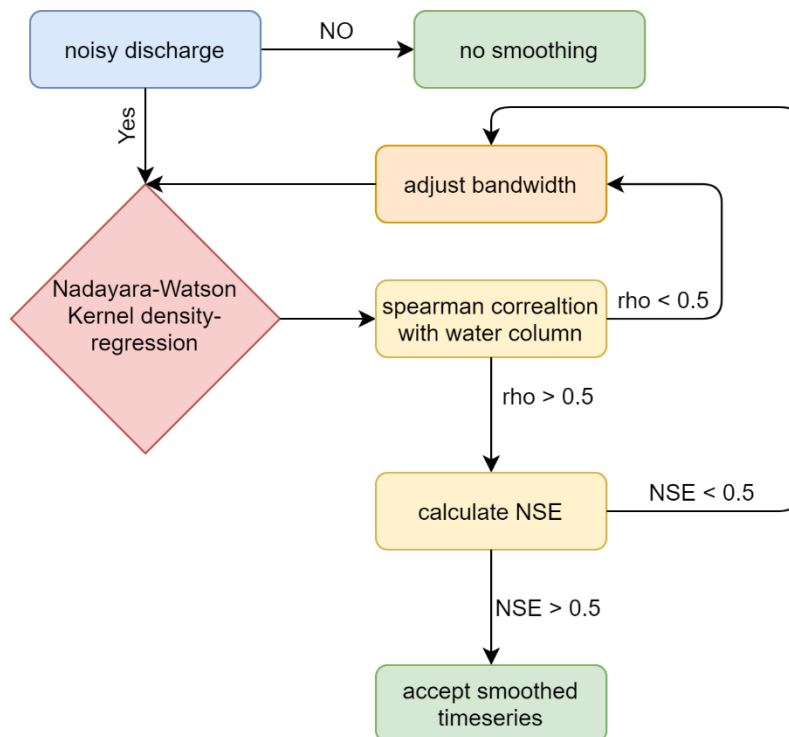 noisy discharge
NO
no smoothing
Yes
adjust bandwidth
Nadayara-Watson
Kernel density-
regression
spearman correaltion
with water column
rho < 0.5
rho > 0.5
calculate NSE
NSE < 0.5
NSE > 0.5
accept smoothed
timeseries